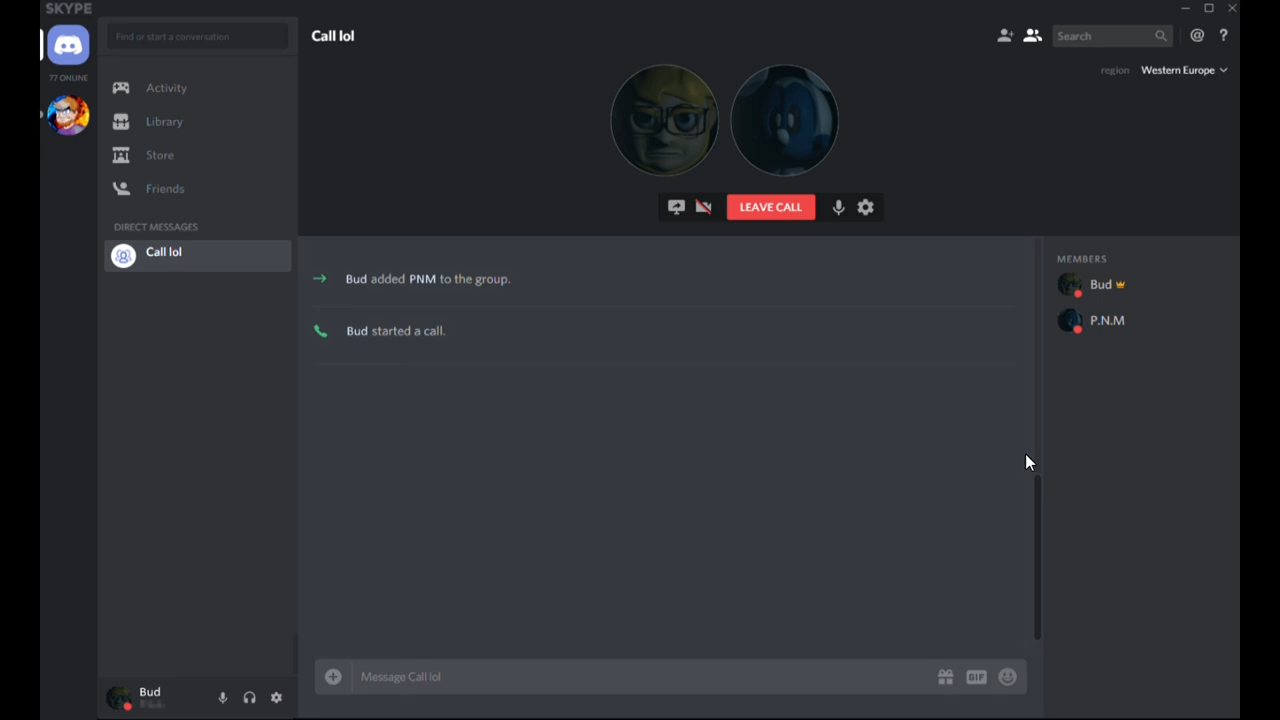 SKYPE
Find or start a conversation
77 ONLINE
Activity
Library
Store
Friends
DIRECT MESSAGES
Call lol
Bud
Call lol
Search
region Western Europe
LEAVE CALL
Bud added PNM to the group.
Bud started a call.
Message Call lol
GIF
MEMBERS
Bud
P.N.M